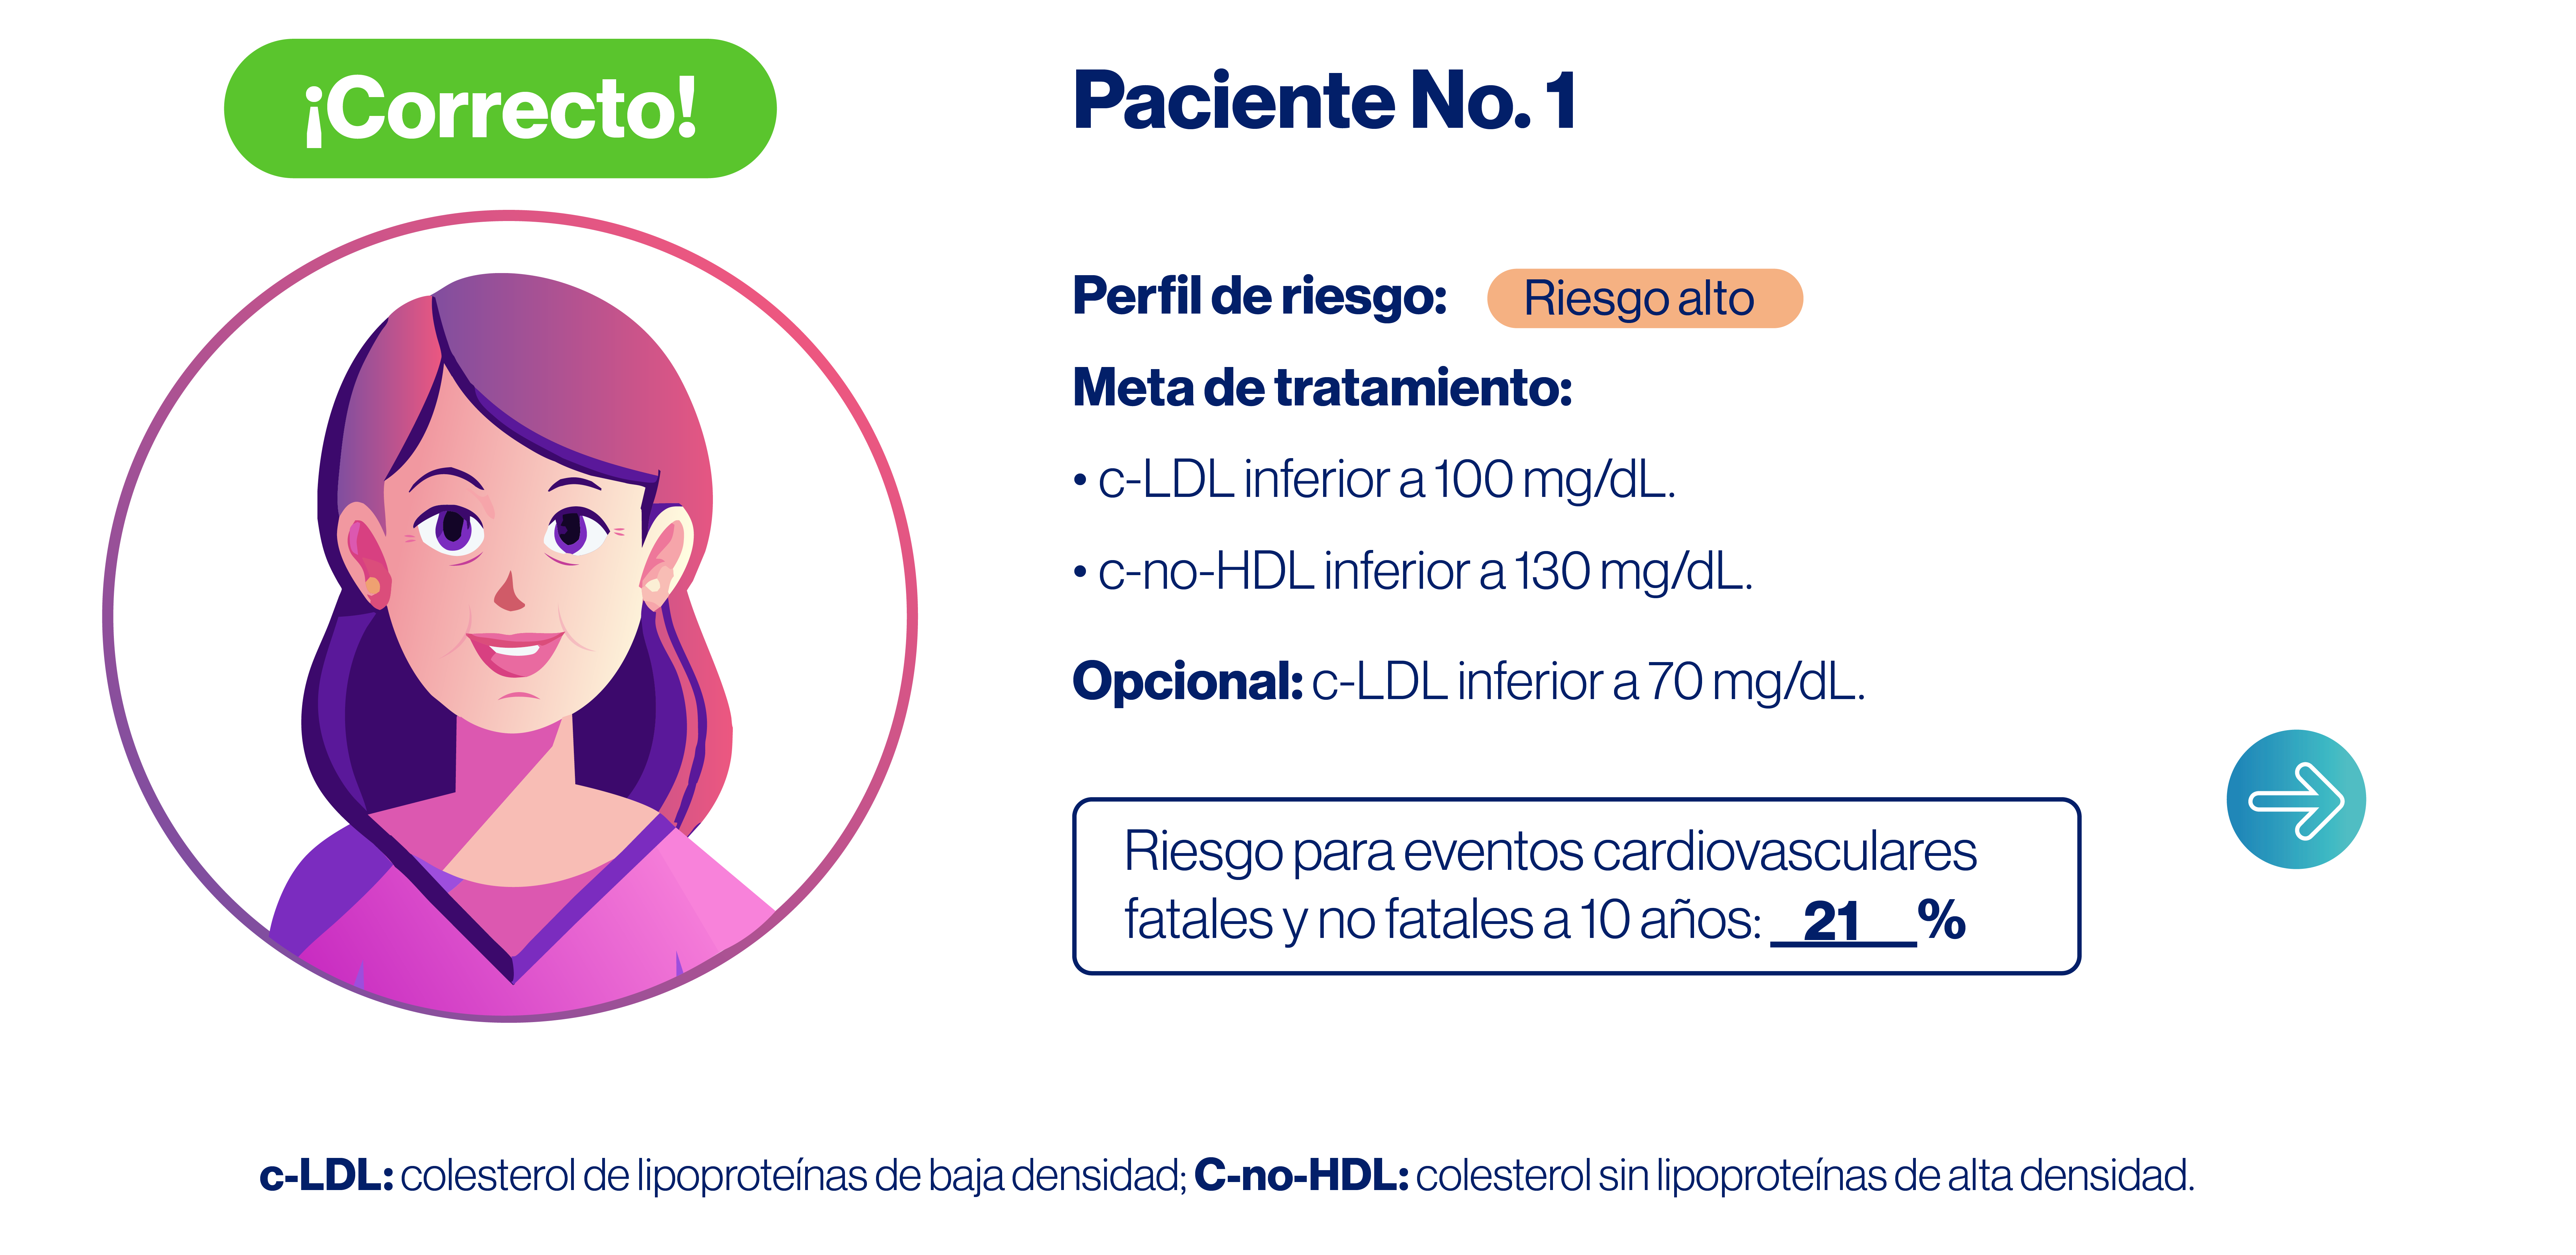 ¡Correcto!
Paciente No. 1
Perfil de riesgo: Riesgo alto
Meta de tratamiento:
• c-LDL inferior a 100 mg/dL.
• c-no-HDL inferior a 130 mg/dL.
Opcional: c-LDL inferior a 70 mg/dL.
Riesgo para eventos cardiovasculares
fatales y no fatales a 10 años: 21 %
c-LDL: colesterol de lipoproteínas de baja densidad; C-no-HDL: colesterol sin lipoproteínas de alta densidad.